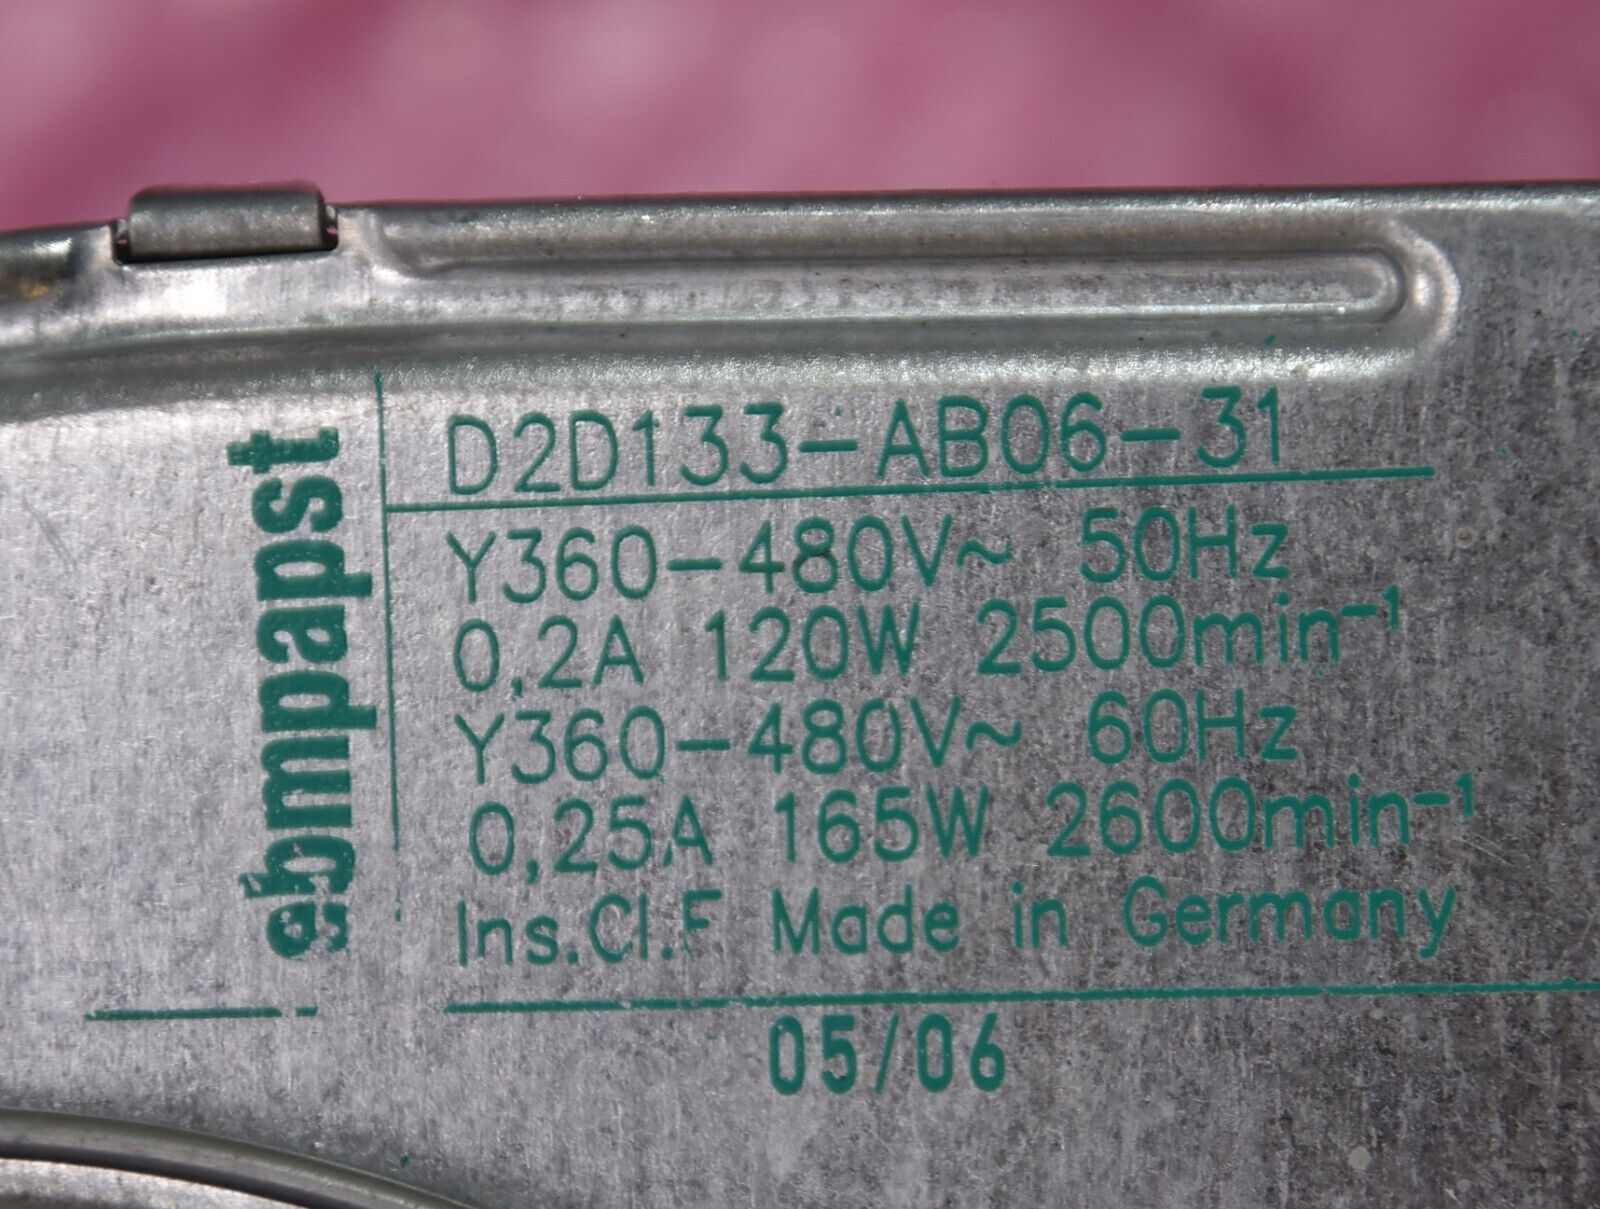 ebmpapst
D2D133-AB06-31
Y360-480V~ 50Hz
0,2A 120W 2500min⁻¹
Y360-480V~ 60Hz
0,25A 165W 2600min⁻¹
Ins.Cl.F Made in Germany
05/06